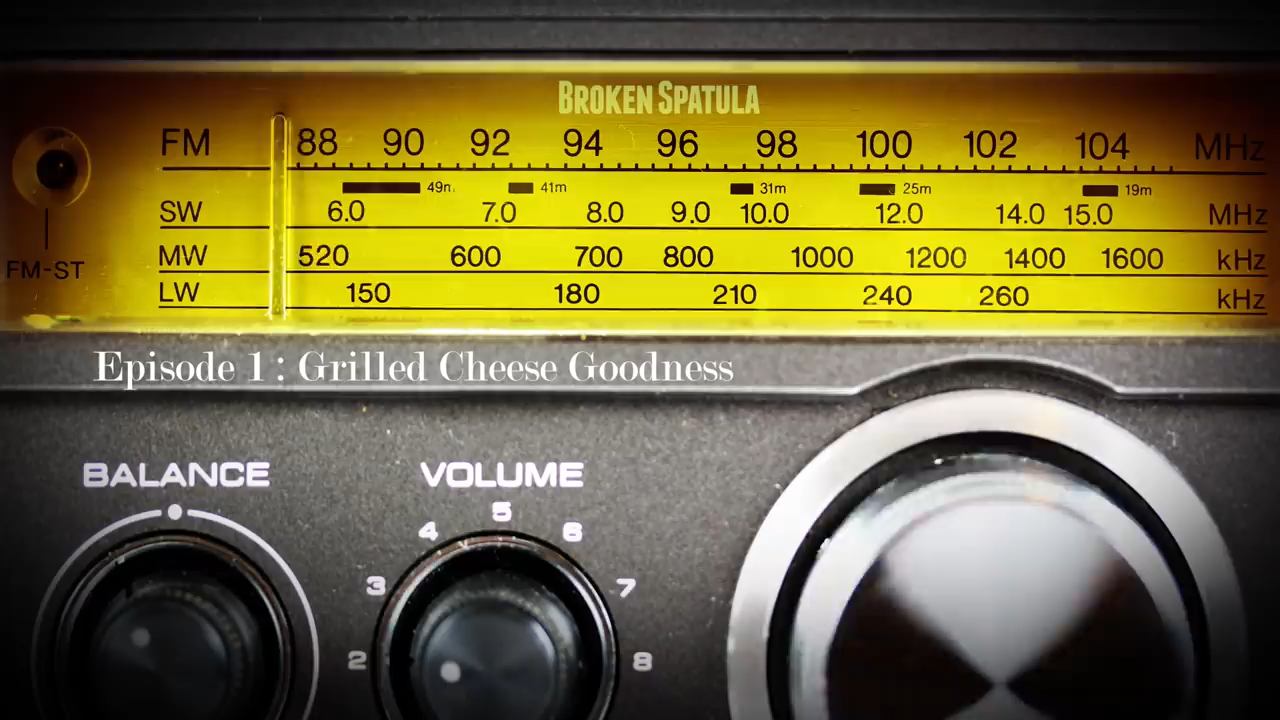 BROKEN SPATULA
FM 88 90 92 94 96 98 100 102 104 MHz
49m 41m 31m 25m 19m
SW 6.0 7.0 8.0 9.0 10.0 12.0 14.0 15.0 MHz
MW 520 600 700 800 1000 1200 1400 1600 kHz
LW 150 180 210 240 260 kHz
FM-ST
Episode 1: Grilled Cheese Goodness
BALANCE
VOLUME
2 3 4 5 6 7 8